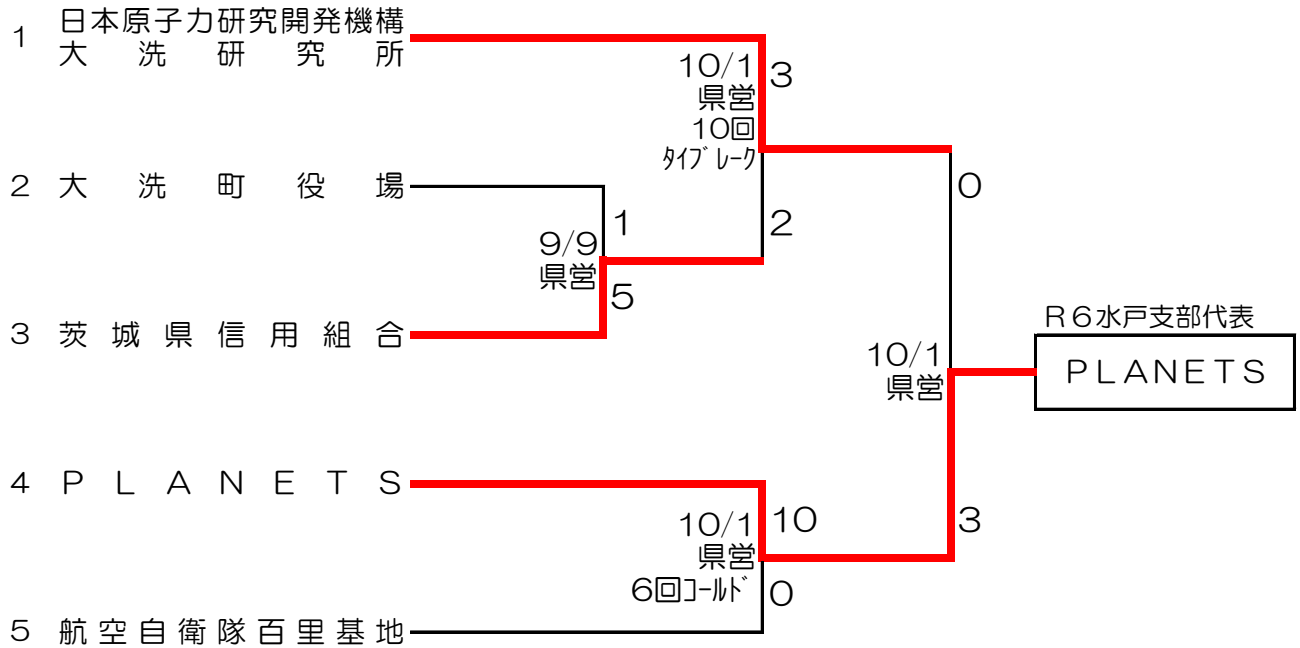 1 日本原子力研究開発機構
大洗研究所
10/1
県営
10回
ﾀｲﾌﾞﾚｰｸ
3
2 大洗町役場
0
1
2
9/9
県営
5
3 茨城県信用組合
R6水戸支部代表
PLANETS
10/1
県営
4 PLANETS
10/1
県営
6回ｺｰﾙﾄﾞ
10
3
0
5 航空自衛隊百里基地